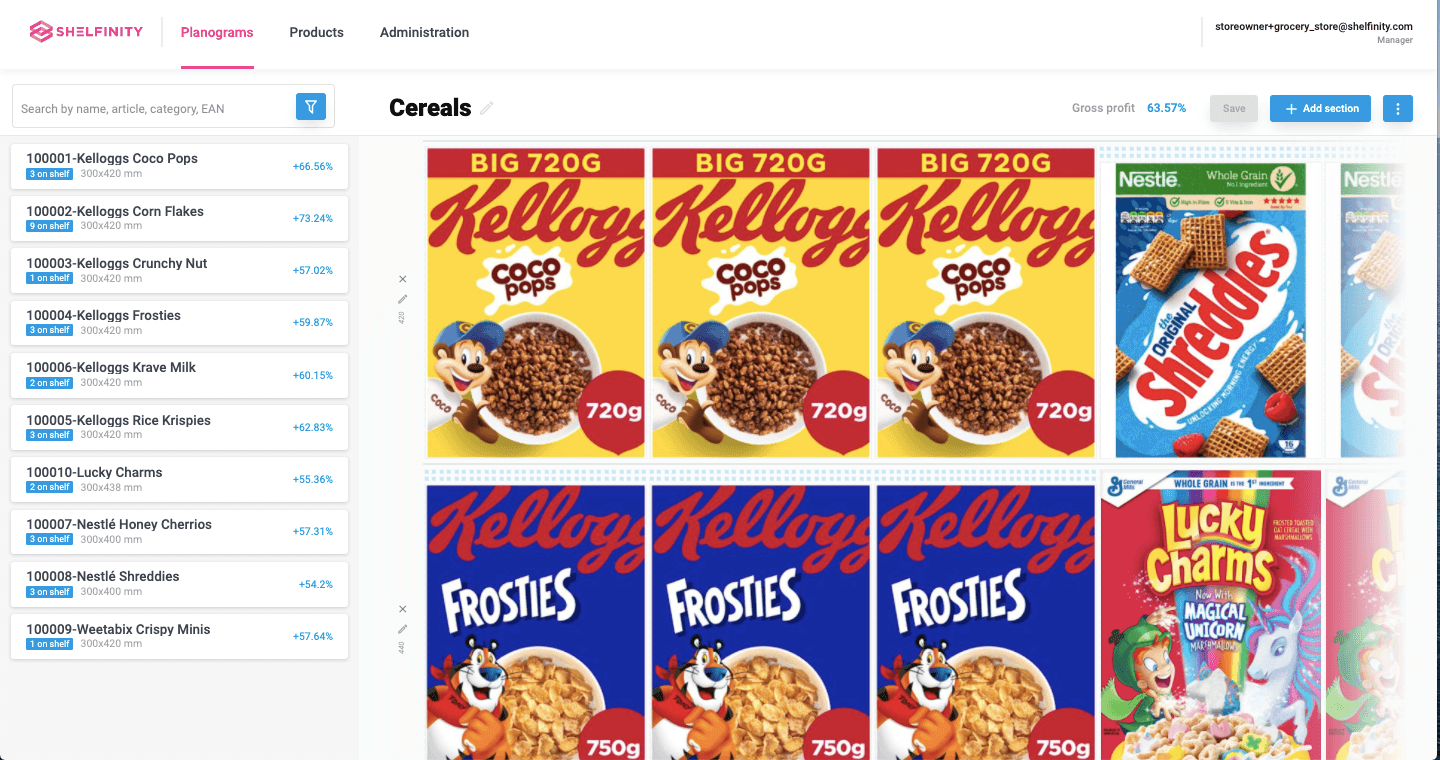 SHELFINITY
Planograms
Products
Administration
storeowner+grocery_store@shelfinity.com
Manager
Search by name, article, category, EAN
Cereals
Gross profit 63.57%
Save
+ Add section
100001-Kelloggs Coco Pops
3 on shelf 300x420 mm
+66.56%
100002-Kelloggs Corn Flakes
9 on shelf 300x420 mm
+73.24%
100003-Kelloggs Crunchy Nut
1 on shelf 300x420 mm
+57.02%
100004-Kelloggs Frosties
3 on shelf 300x420 mm
+59.87%
100006-Kelloggs Krave Milk
2 on shelf 300x420 mm
+60.15%
100005-Kelloggs Rice Krispies
3 on shelf 300x420 mm
+62.83%
100010-Lucky Charms
2 on shelf 300x438 mm
+55.36%
100007-Nestlé Honey Cherrios
3 on shelf 300x400 mm
+57.31%
100008-Nestlé Shreddies
3 on shelf 300x400 mm
+54.2%
100009-Weetabix Crispy Minis
1 on shelf 300x420 mm
+57.64%
420
BIG 720G
Kellogg
COCO
POPS
COCO
720g
BIG 720G
Kellogg
COCO
POPS
COCO
720g
BIG 720G
Kellogg
COCO
POPS
COCO
720g
Nestlé
Whole Grain
No.1 Ingredient
High in Fibre
the
ORIGINAL
Shreddies
UNLOCKING MORNING ENERGY
16
Nestlé
440
Kellogg
FROSTIES
750g
Kellogg
FROSTIES
750g
Kellogg
FROSTIES
750g
General
Mills
WHOLE GRAIN IS THE 1ST INGREDIENT
Lucky
Charms
FROSTED TOASTED
OAT CEREAL WITH
MARSHMALLOWS
Now With
MAGICAL
UNICORN
MARSHMALLOW
General
Mills